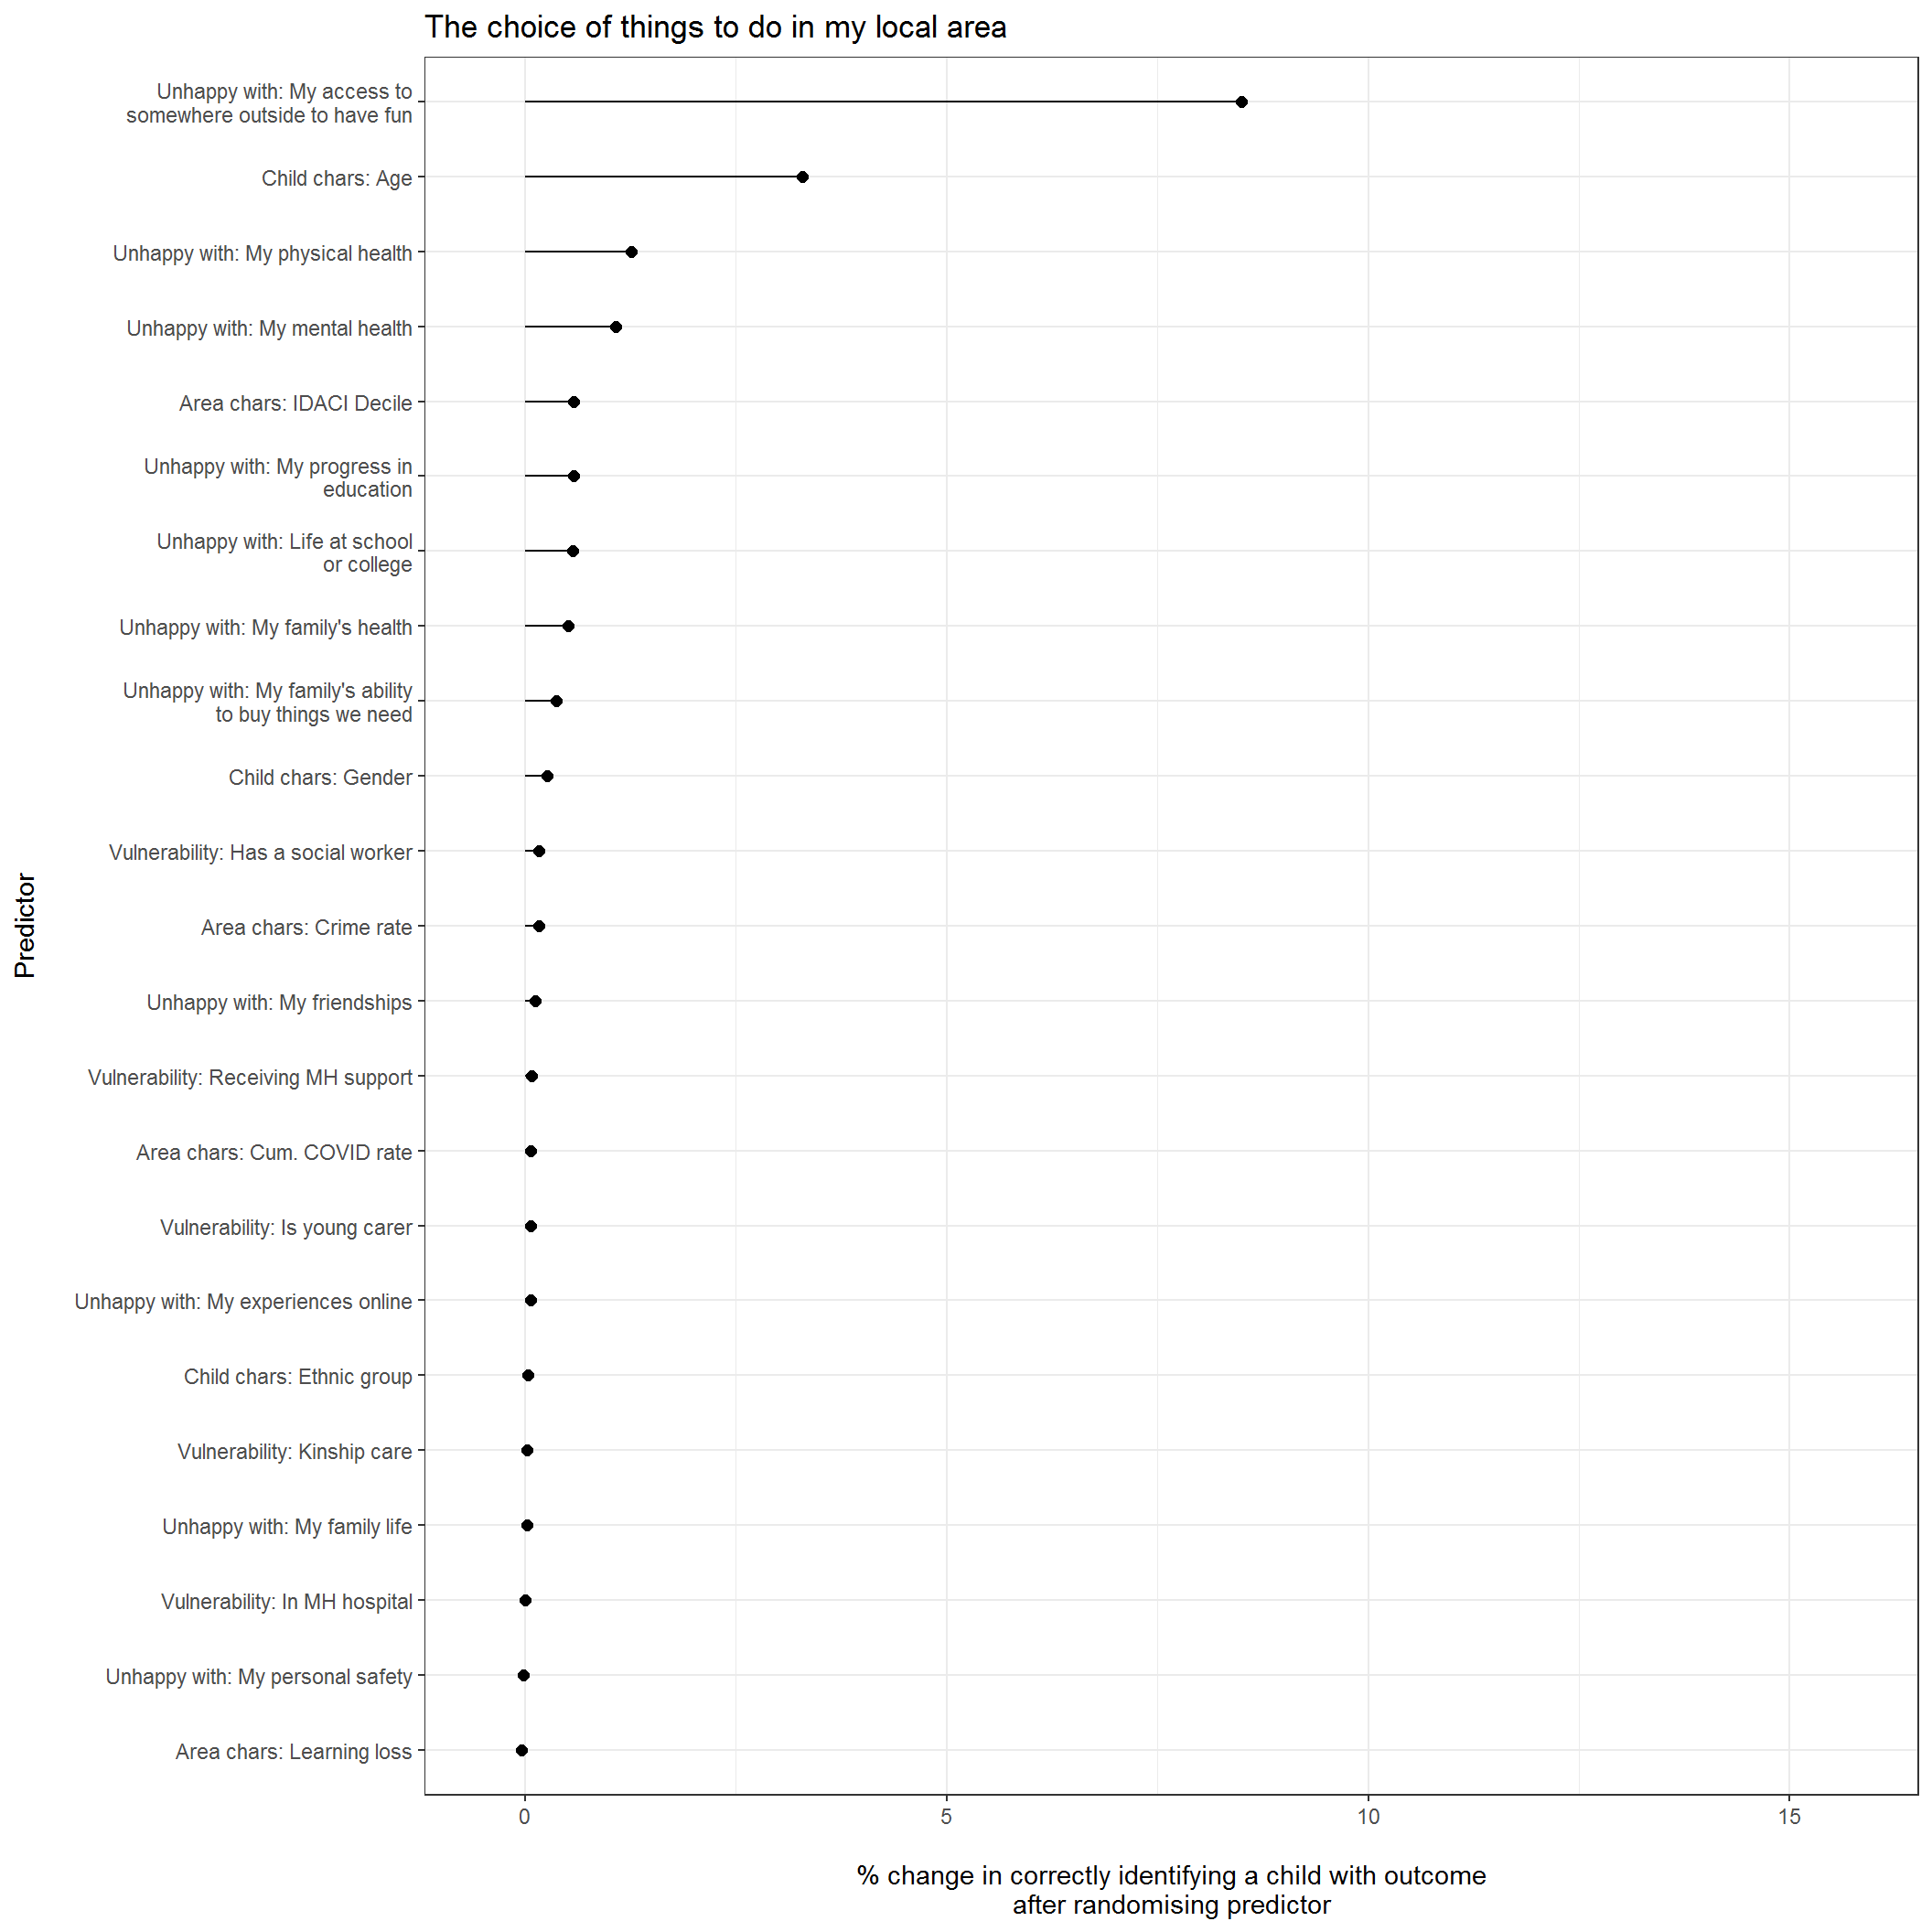 The choice of things to do in my local area
Unhappy with: My access to
somewhere outside to have fun
Child chars: Age
Unhappy with: My physical health
Unhappy with: My mental health
Area chars: IDACI Decile
Unhappy with: My progress in
education
Unhappy with: Life at school
or college
Unhappy with: My family's health
Unhappy with: My family's ability
to buy things we need
Child chars: Gender
Vulnerability: Has a social worker
Area chars: Crime rate
Unhappy with: My friendships
Vulnerability: Receiving MH support
Area chars: Cum. COVID rate
Vulnerability: Is young carer
Unhappy with: My experiences online
Child chars: Ethnic group
Vulnerability: Kinship care
Unhappy with: My family life
Vulnerability: In MH hospital
Unhappy with: My personal safety
Area chars: Learning loss
Predictor
0 5 10 15
% change in correctly identifying a child with outcome
after randomising predictor